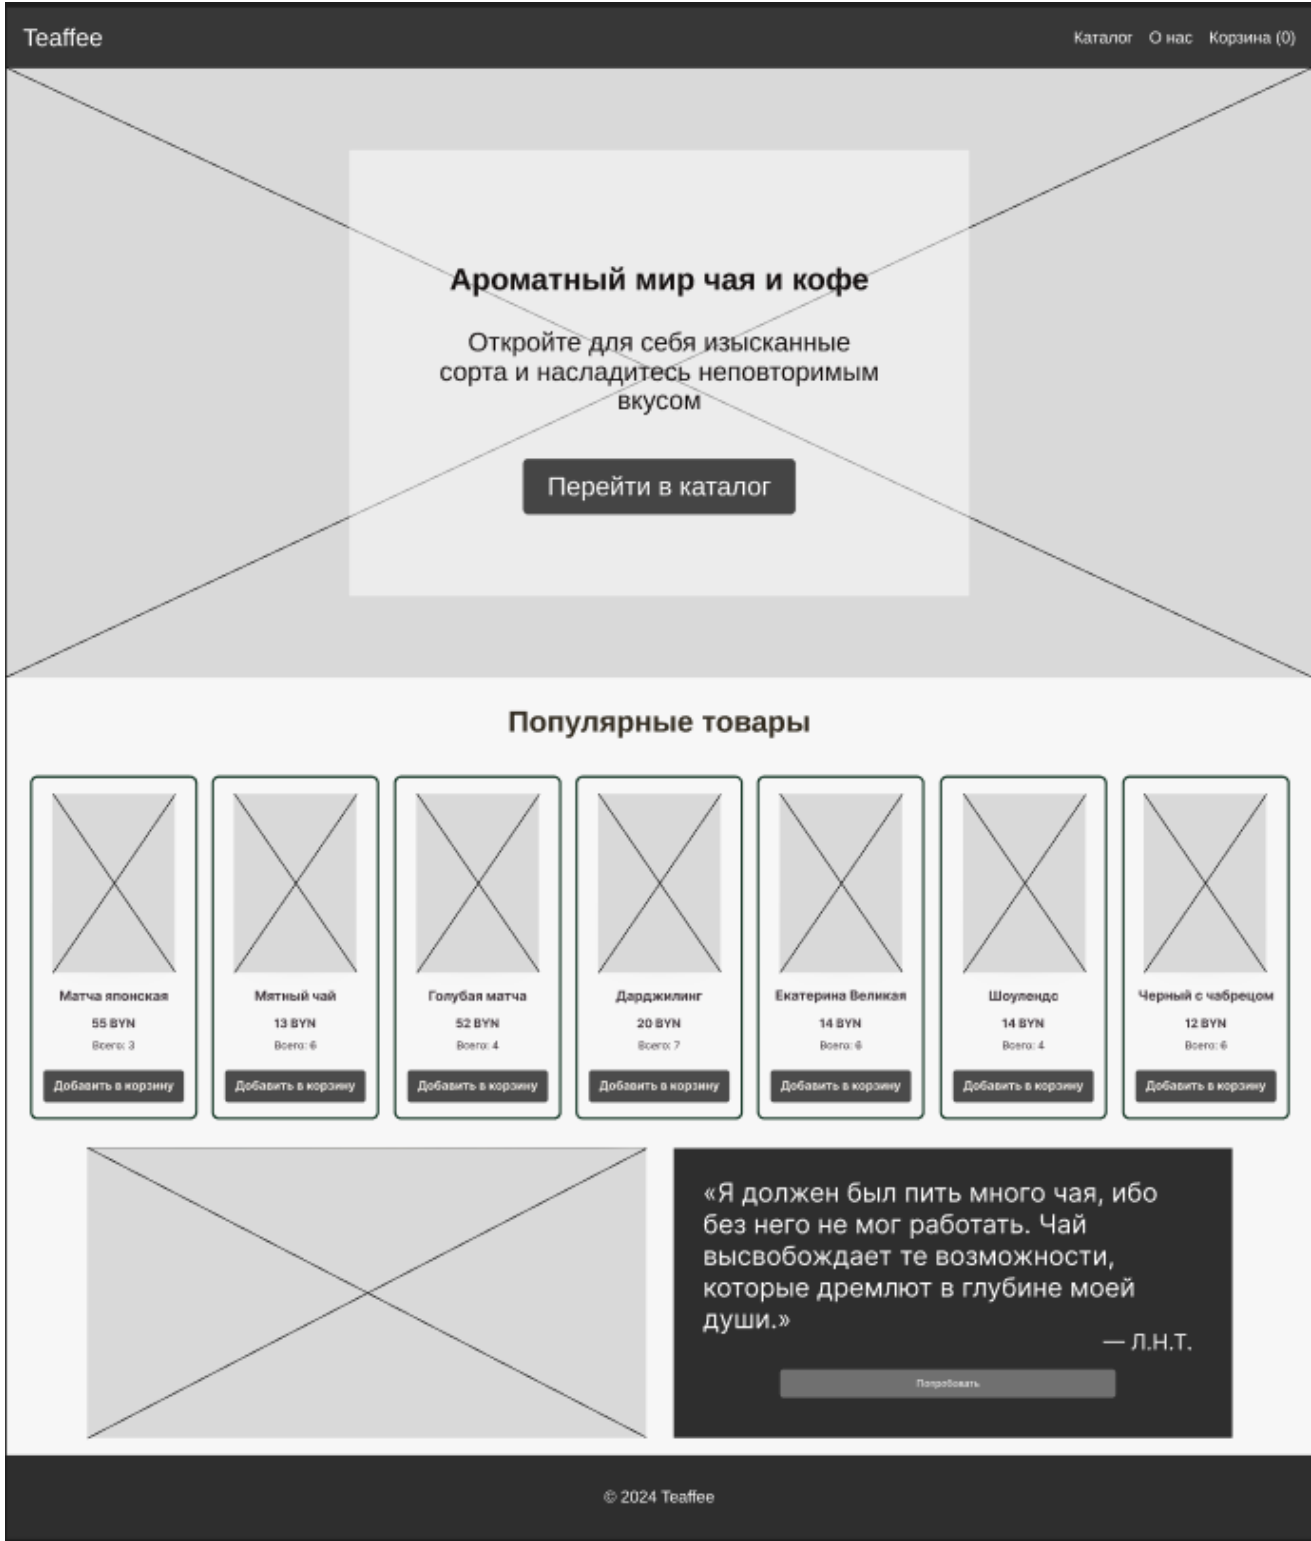 Teaffee
Каталог О нас Корзина (0)
Ароматный мир чая и кофе
Откройте для себя изысканные
сорта и насладитесь неповторимым
вкусом
Перейти в каталог
Популярные товары
Матча японская
55 BYN
Всего: 3
Добавить в корзину
Мятный чай
13 BYN
Всего: 6
Добавить в корзину
Голубая матча
52 BYN
Всего: 4
Добавить в корзину
Дарджилинг
20 BYN
Всего: 7
Добавить в корзину
Екатерина Великая
14 BYN
Всего: 6
Добавить в корзину
Шоулендс
14 BYN
Всего: 4
Добавить в корзину
Черный с чабрецом
12 BYN
Всего: 6
Добавить в корзину
«Я должен был пить много чая, ибо
без него не мог работать. Чай
высвобождает те возможности,
которые дремлют в глубине моей
души.»
— Л.Н.Т.
Попробовать
© 2024 Teaffee